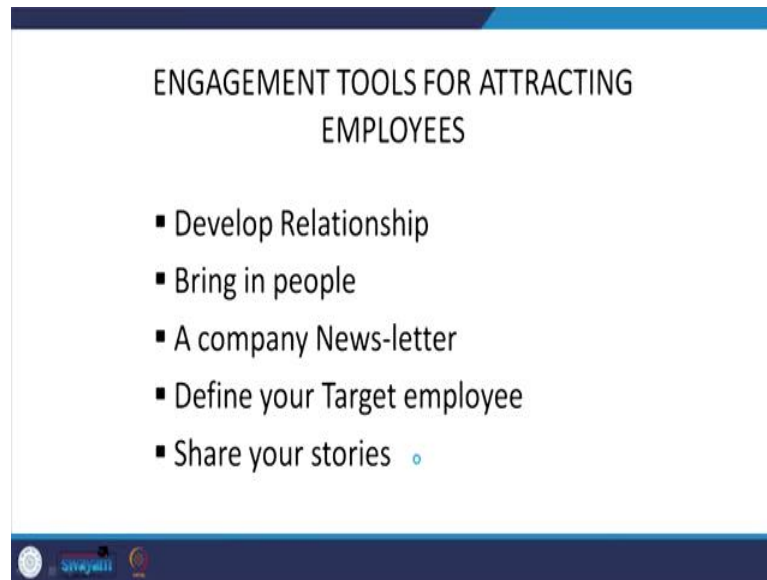 ENGAGEMENT TOOLS FOR ATTRACTING
EMPLOYEES
▪ Develop Relationship
▪ Bring in people
▪ A company News-letter
▪ Define your Target employee
▪ Share your stories
swayam